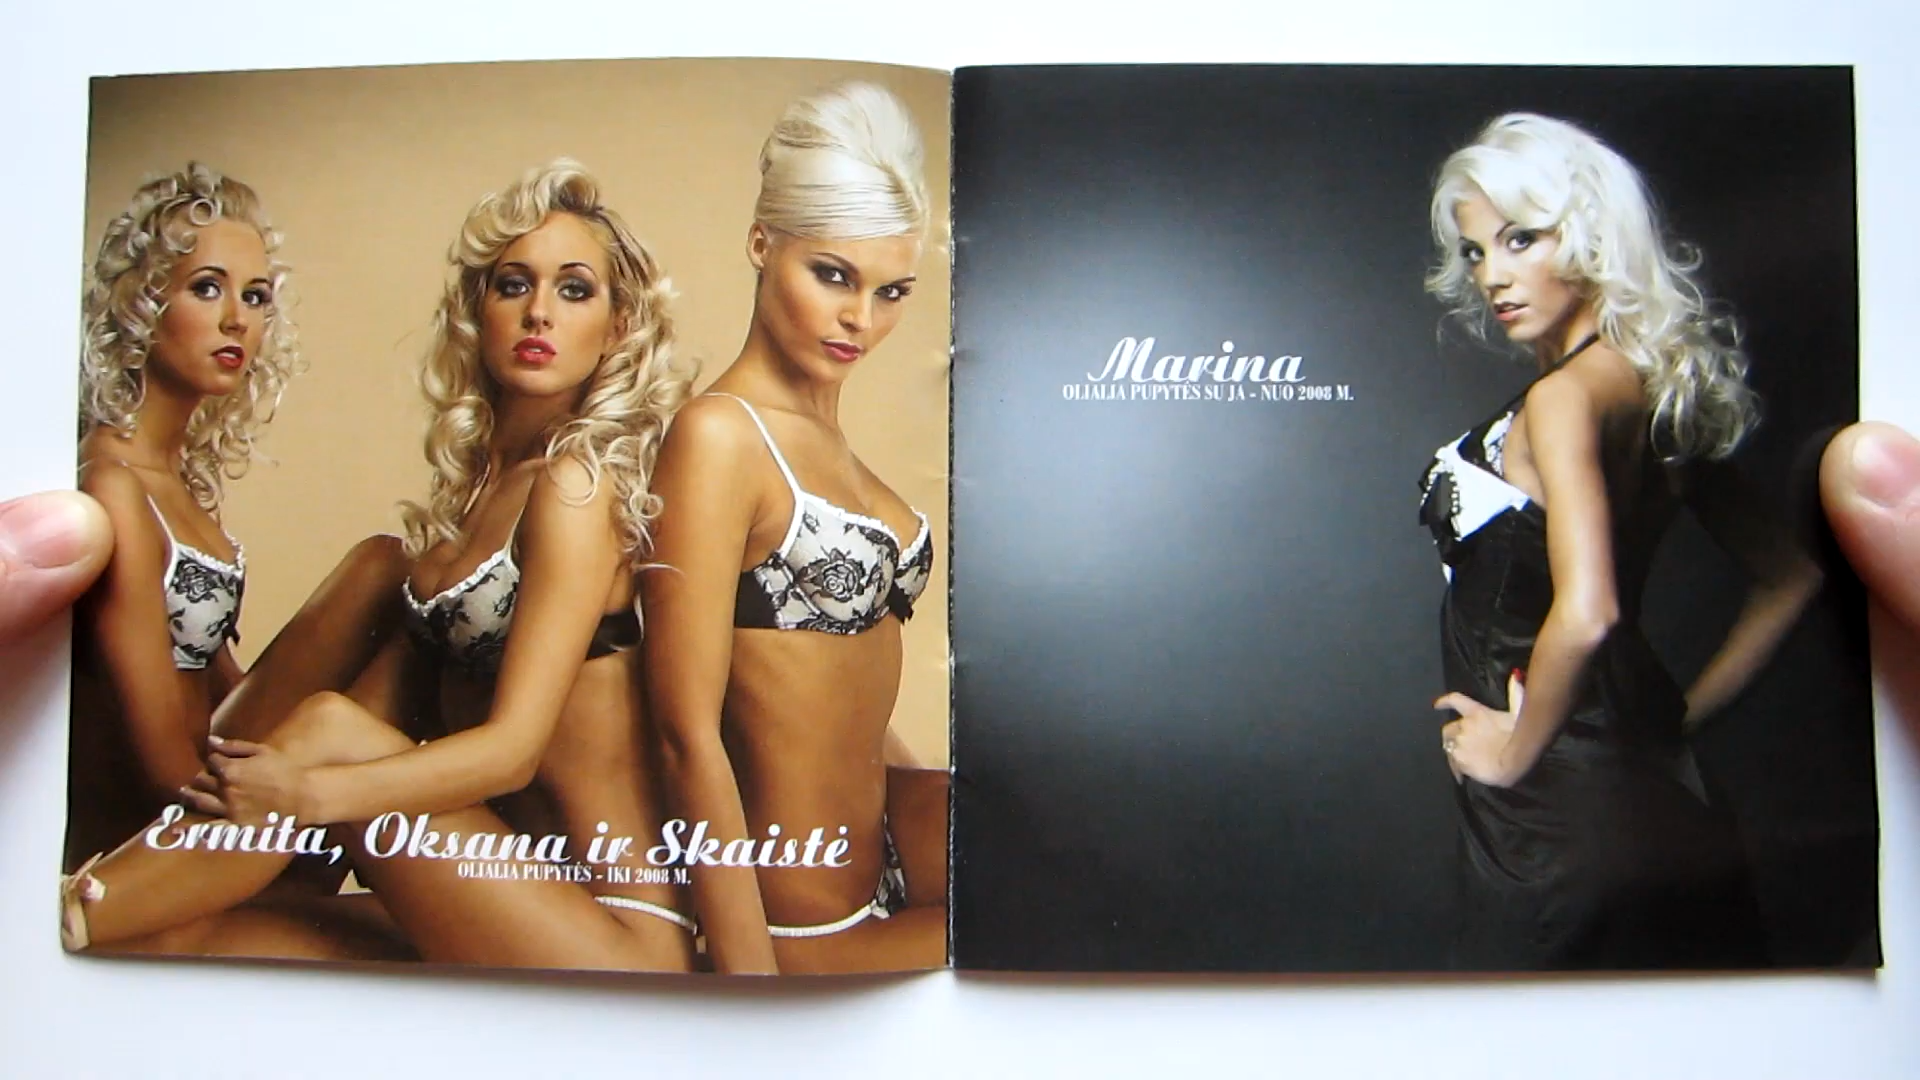 Ermita, Oksana ir Skaistė
OLIALIA PUPYTĖS - IKI 2008 M.
Marina
OLIALIA PUPYTĖS SU JA - NUO 2008 M.